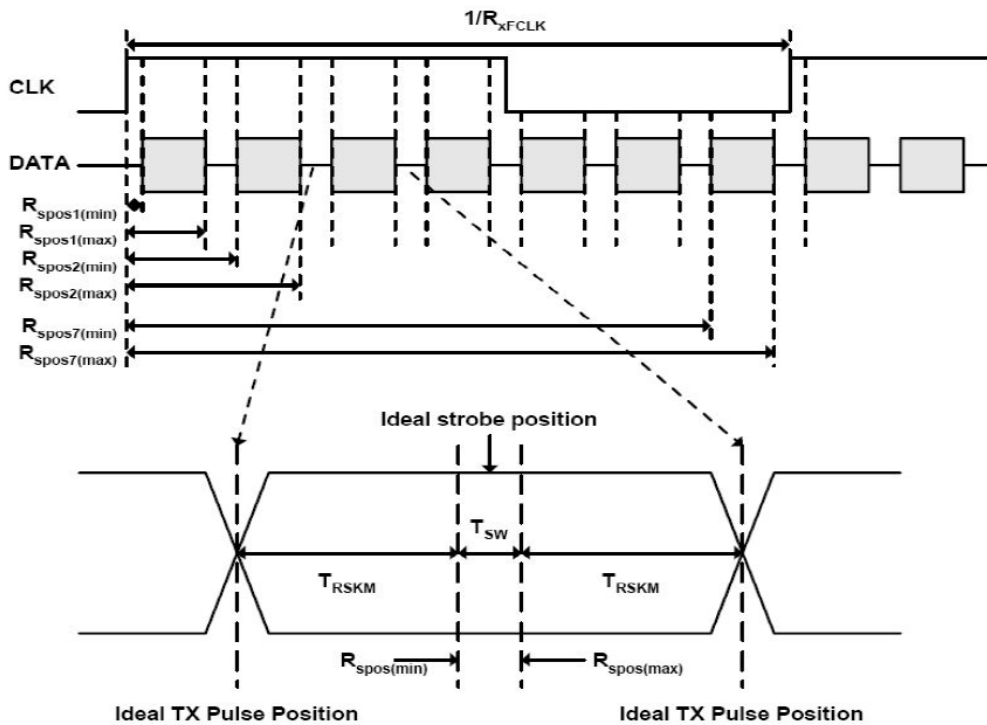 1/RxFCLK
CLK
DATA
Rspos1(min)
Rspos1(max)
Rspos2(min)
Rspos2(max)
Rspos7(min)
Rspos7(max)
Ideal strobe position
TSW
TRSKM TRSKM
Rspos(min) Rspos(max)
Ideal TX Pulse Position Ideal TX Pulse Position